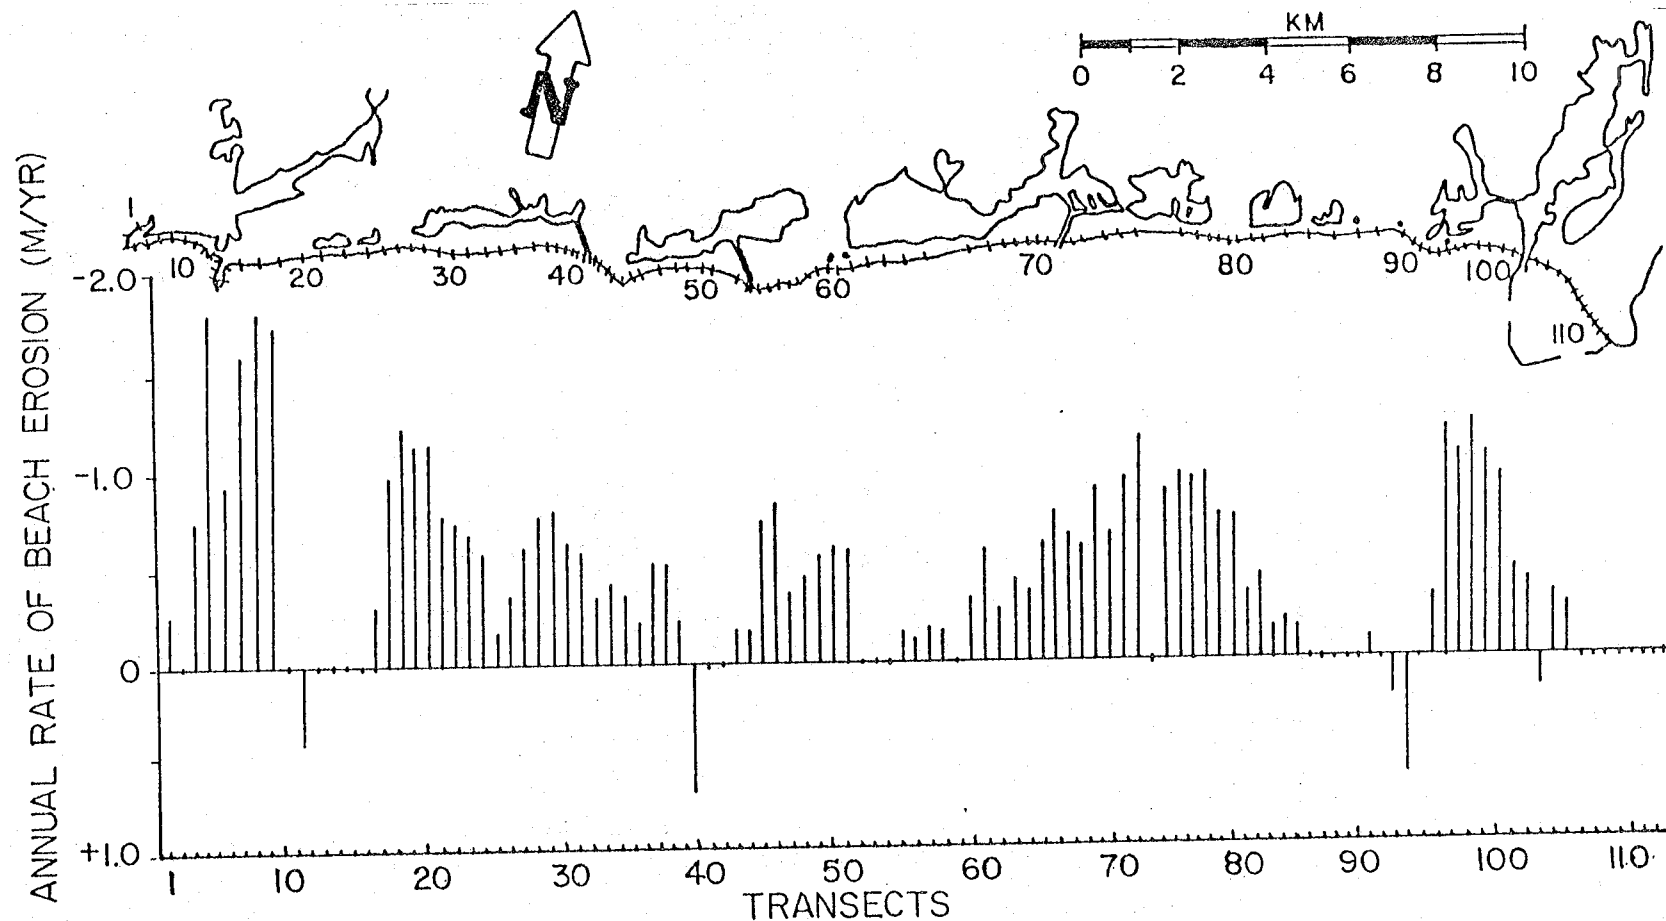 KM
0 2 4 6 8 10
N
1 10 20 30 40 50 60 70 80 90 100 110
ANNUAL RATE OF BEACH EROSION (M/YR)
-2.0
-1.0
0
+1.0
1 10 20 30 40 50 60 70 80 90 100 110
TRANSECTS